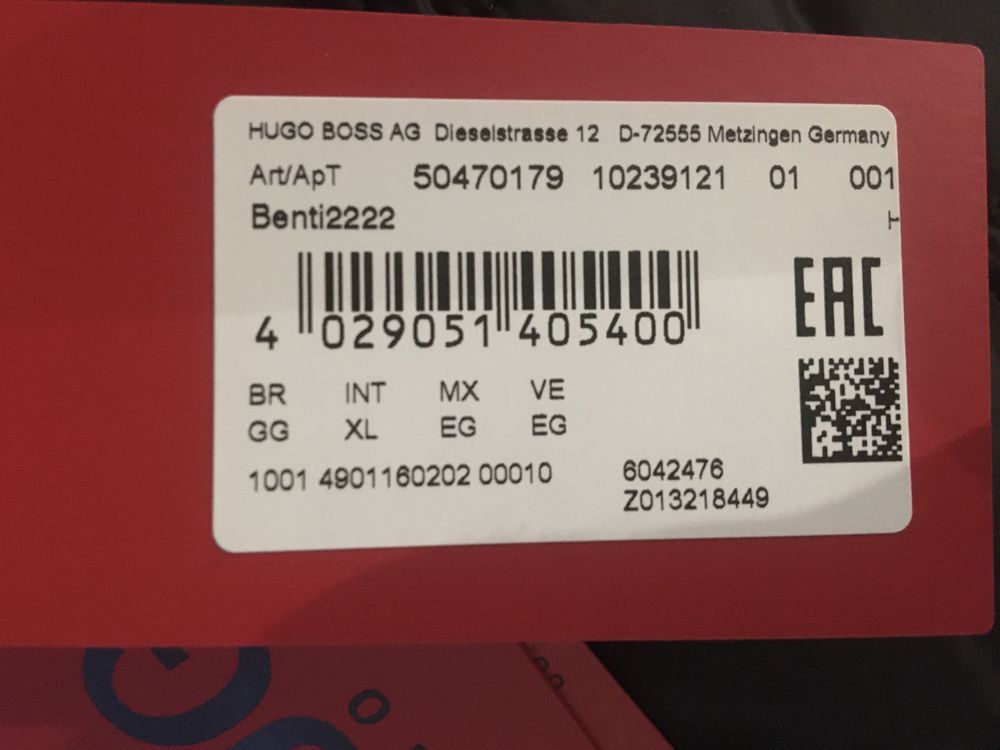 HUGO BOSS AG Dieselstrasse 12 D-72555 Metzingen Germany
Art/ApT 50470179 10239121 01 001
Benti2222
4 029051 405400
EAC
BR INT MX VE
GG XL EG EG
1001 4901160202 00010 6042476
Z013218449